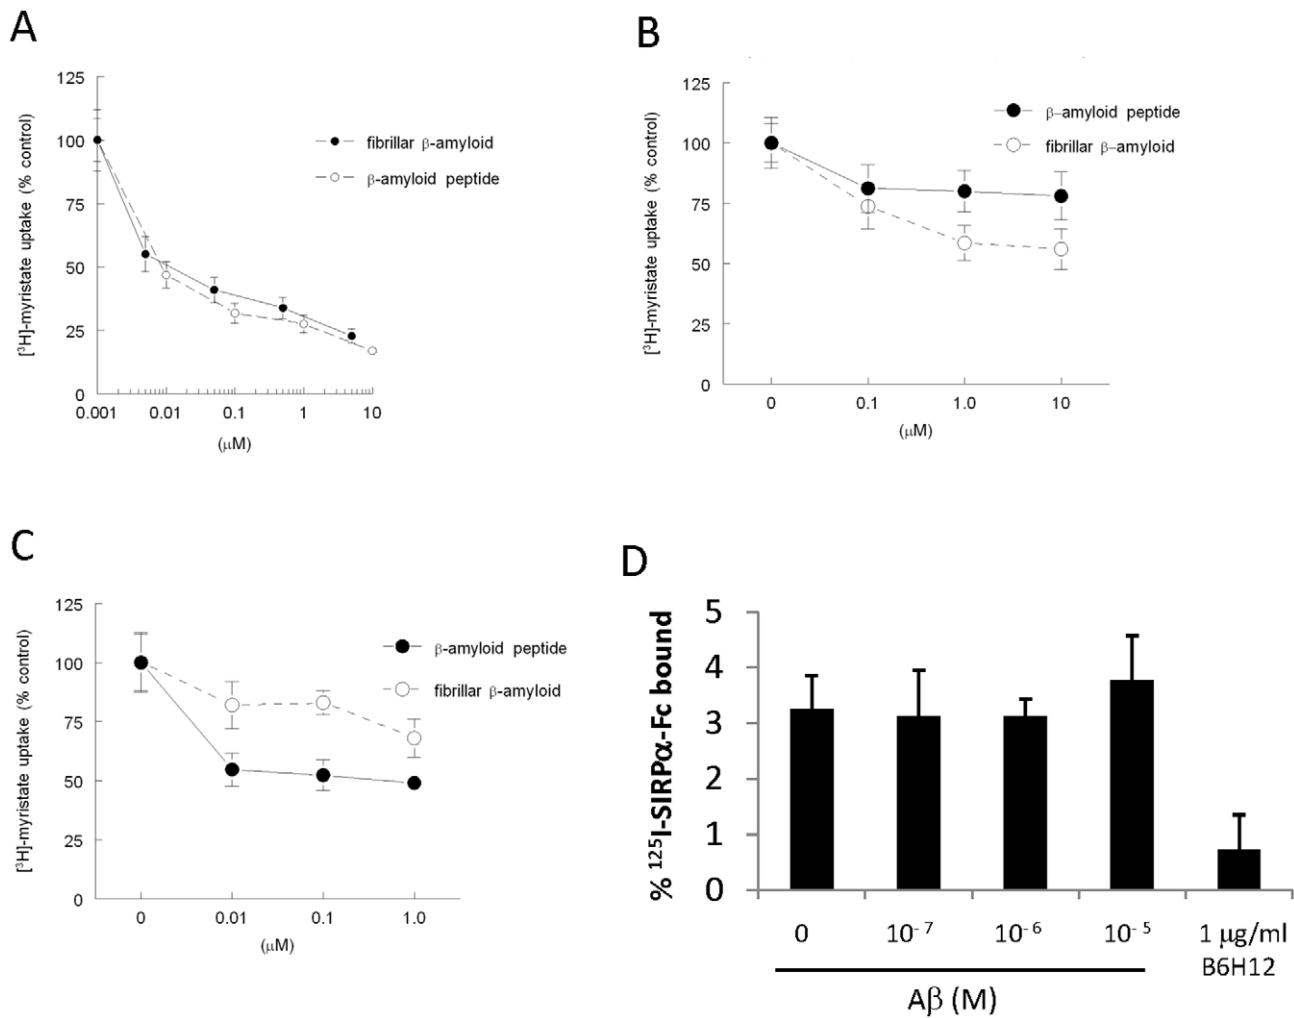 A
[³H]-myristate uptake (% control)
125
100
75
50
25
0
fibrillar β-amyloid
β-amyloid peptide
0.001 0.01 0.1 1 10
(μM)
B
[³H]-myristate uptake (% control)
125
100
75
50
25
0
β–amyloid peptide
fibrillar β–amyloid
0 0.1 1.0 10
(μM)
C
[³H]-myristate uptake (% control)
125
100
75
50
25
0
β-amyloid peptide
fibrillar β-amyloid
0 0.01 0.1 1.0
(μM)
D
% ¹²⁵I-SIRPα-Fc bound
5
4
3
2
1
0
0 10⁻⁷ 10⁻⁶ 10⁻⁵ 1 μg/ml
B6H12
Aβ (M)